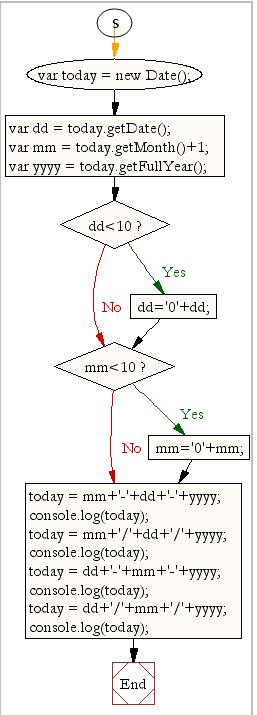 s
var today = new Date();
var dd = today.getDate();
var mm = today.getMonth()+1;
var yyyy = today.getFullYear();
dd<10 ?
Yes
No
dd='0'+dd;
mm<10 ?
Yes
No
mm='0'+mm;
today = mm+'-'+dd+'-'+yyyy;
console.log(today);
today = mm+'/'+dd+'/'+yyyy;
console.log(today);
today = dd+'-'+mm+'-'+yyyy;
console.log(today);
today = dd+'/'+mm+'/'+yyyy;
console.log(today);
End